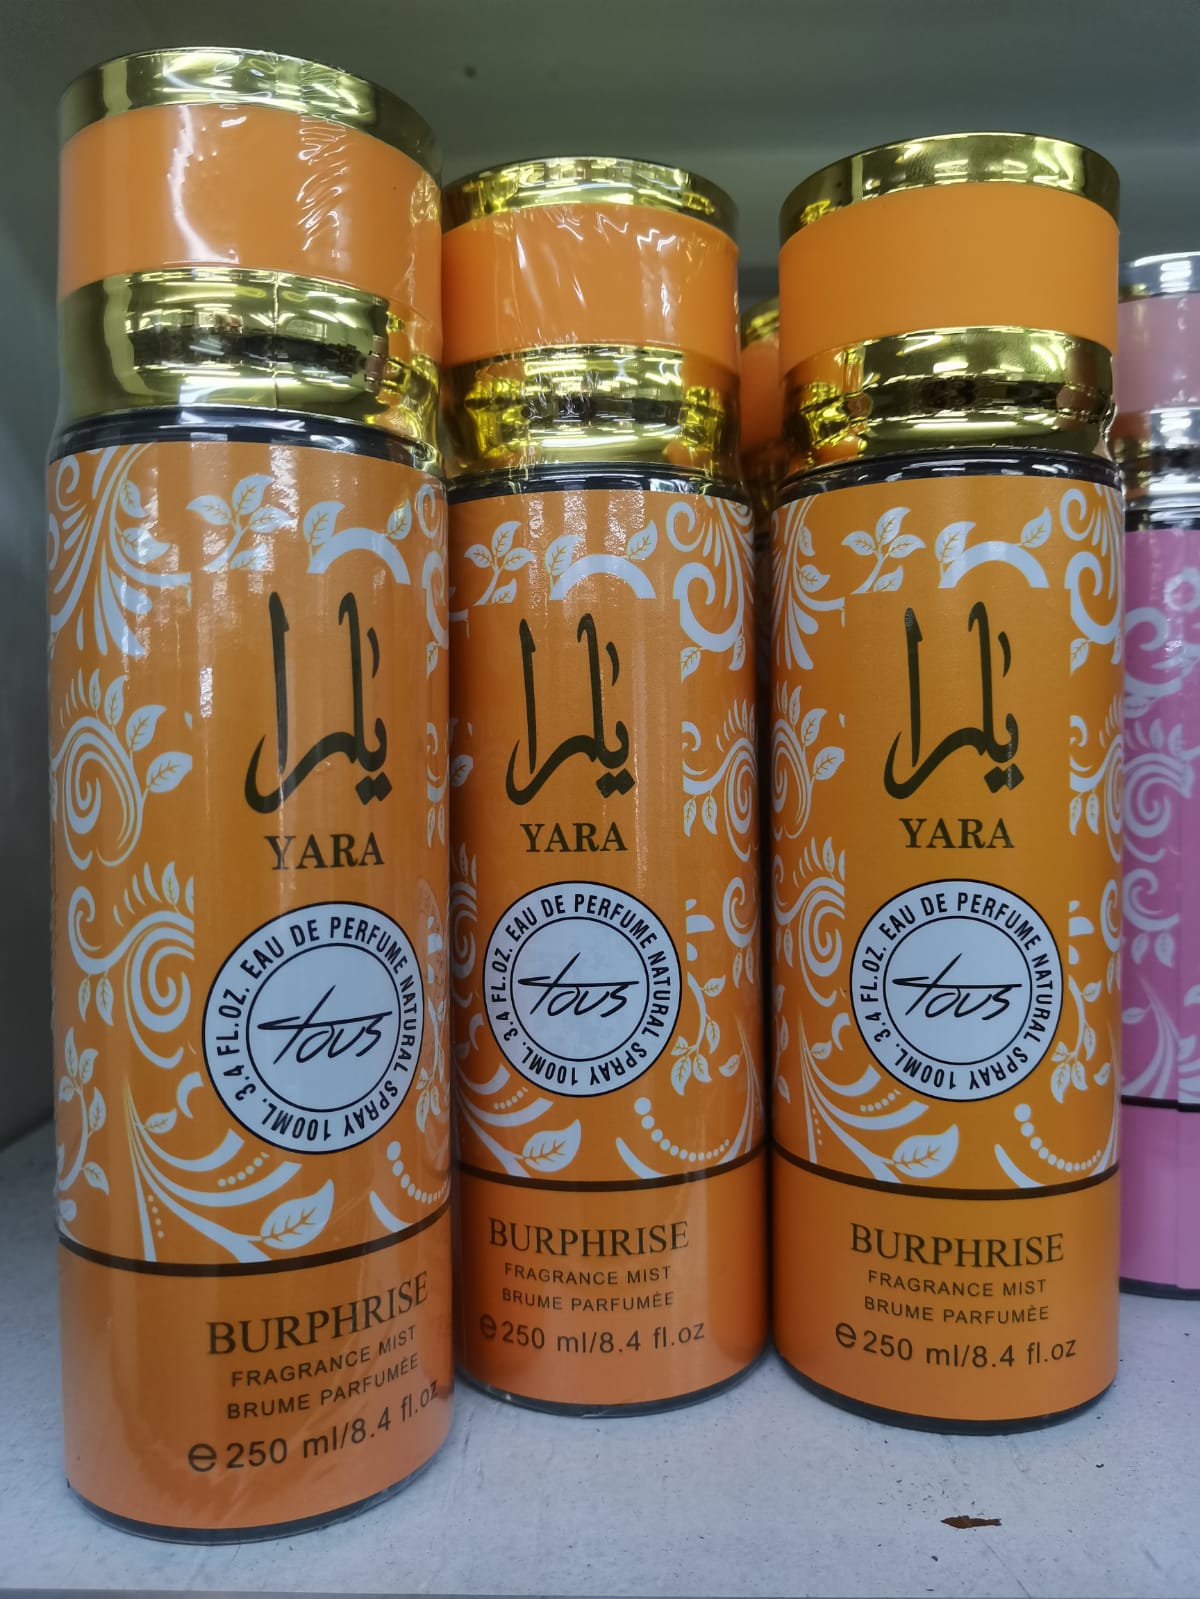 يارا
YARA
EAU DE PERFUME NATURAL SPRAY 100ML. 3.4 FL.OZ.
tous
BURPHRISE
FRAGRANCE MIST
BRUME PARFUMÈE
e 250 ml/8.4 fl.oz
يارا
YARA
EAU DE PERFUME NATURAL SPRAY 100ML. 3.4 FL.OZ.
tous
BURPHRISE
FRAGRANCE MIST
BRUME PARFUMÈE
e 250 ml/8.4 fl.oz
يارا
YARA
EAU DE PERFUME NATURAL SPRAY 100ML. 3.4 FL.OZ.
tous
BURPHRISE
FRAGRANCE MIST
BRUME PARFUMÈE
e 250 ml/8.4 fl.oz